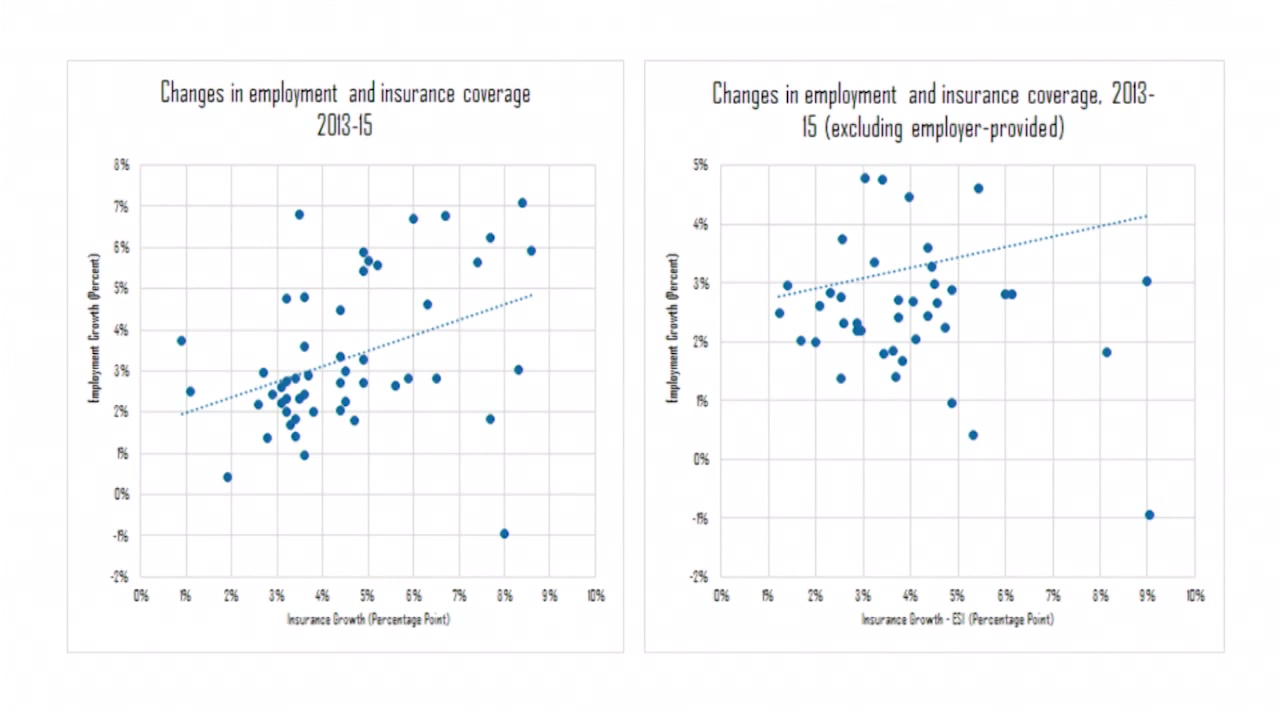 Changes in employment and insurance coverage
2013-15
8%
7%
6%
5%
4%
3%
2%
1%
0%
-1%
-2%
Employment Growth (Percent)
0% 1% 2% 3% 4% 5% 6% 7% 8% 9% 10%
Insurance Growth (Percentage Point)
Changes in employment and insurance coverage, 2013-
15 (excluding employer-provided)
5%
4%
3%
2%
1%
0%
-1%
-2%
Employment Growth (Percent)
0% 1% 2% 3% 4% 5% 6% 7% 8% 9% 10%
Insurance Growth - ESI (Percentage Point)